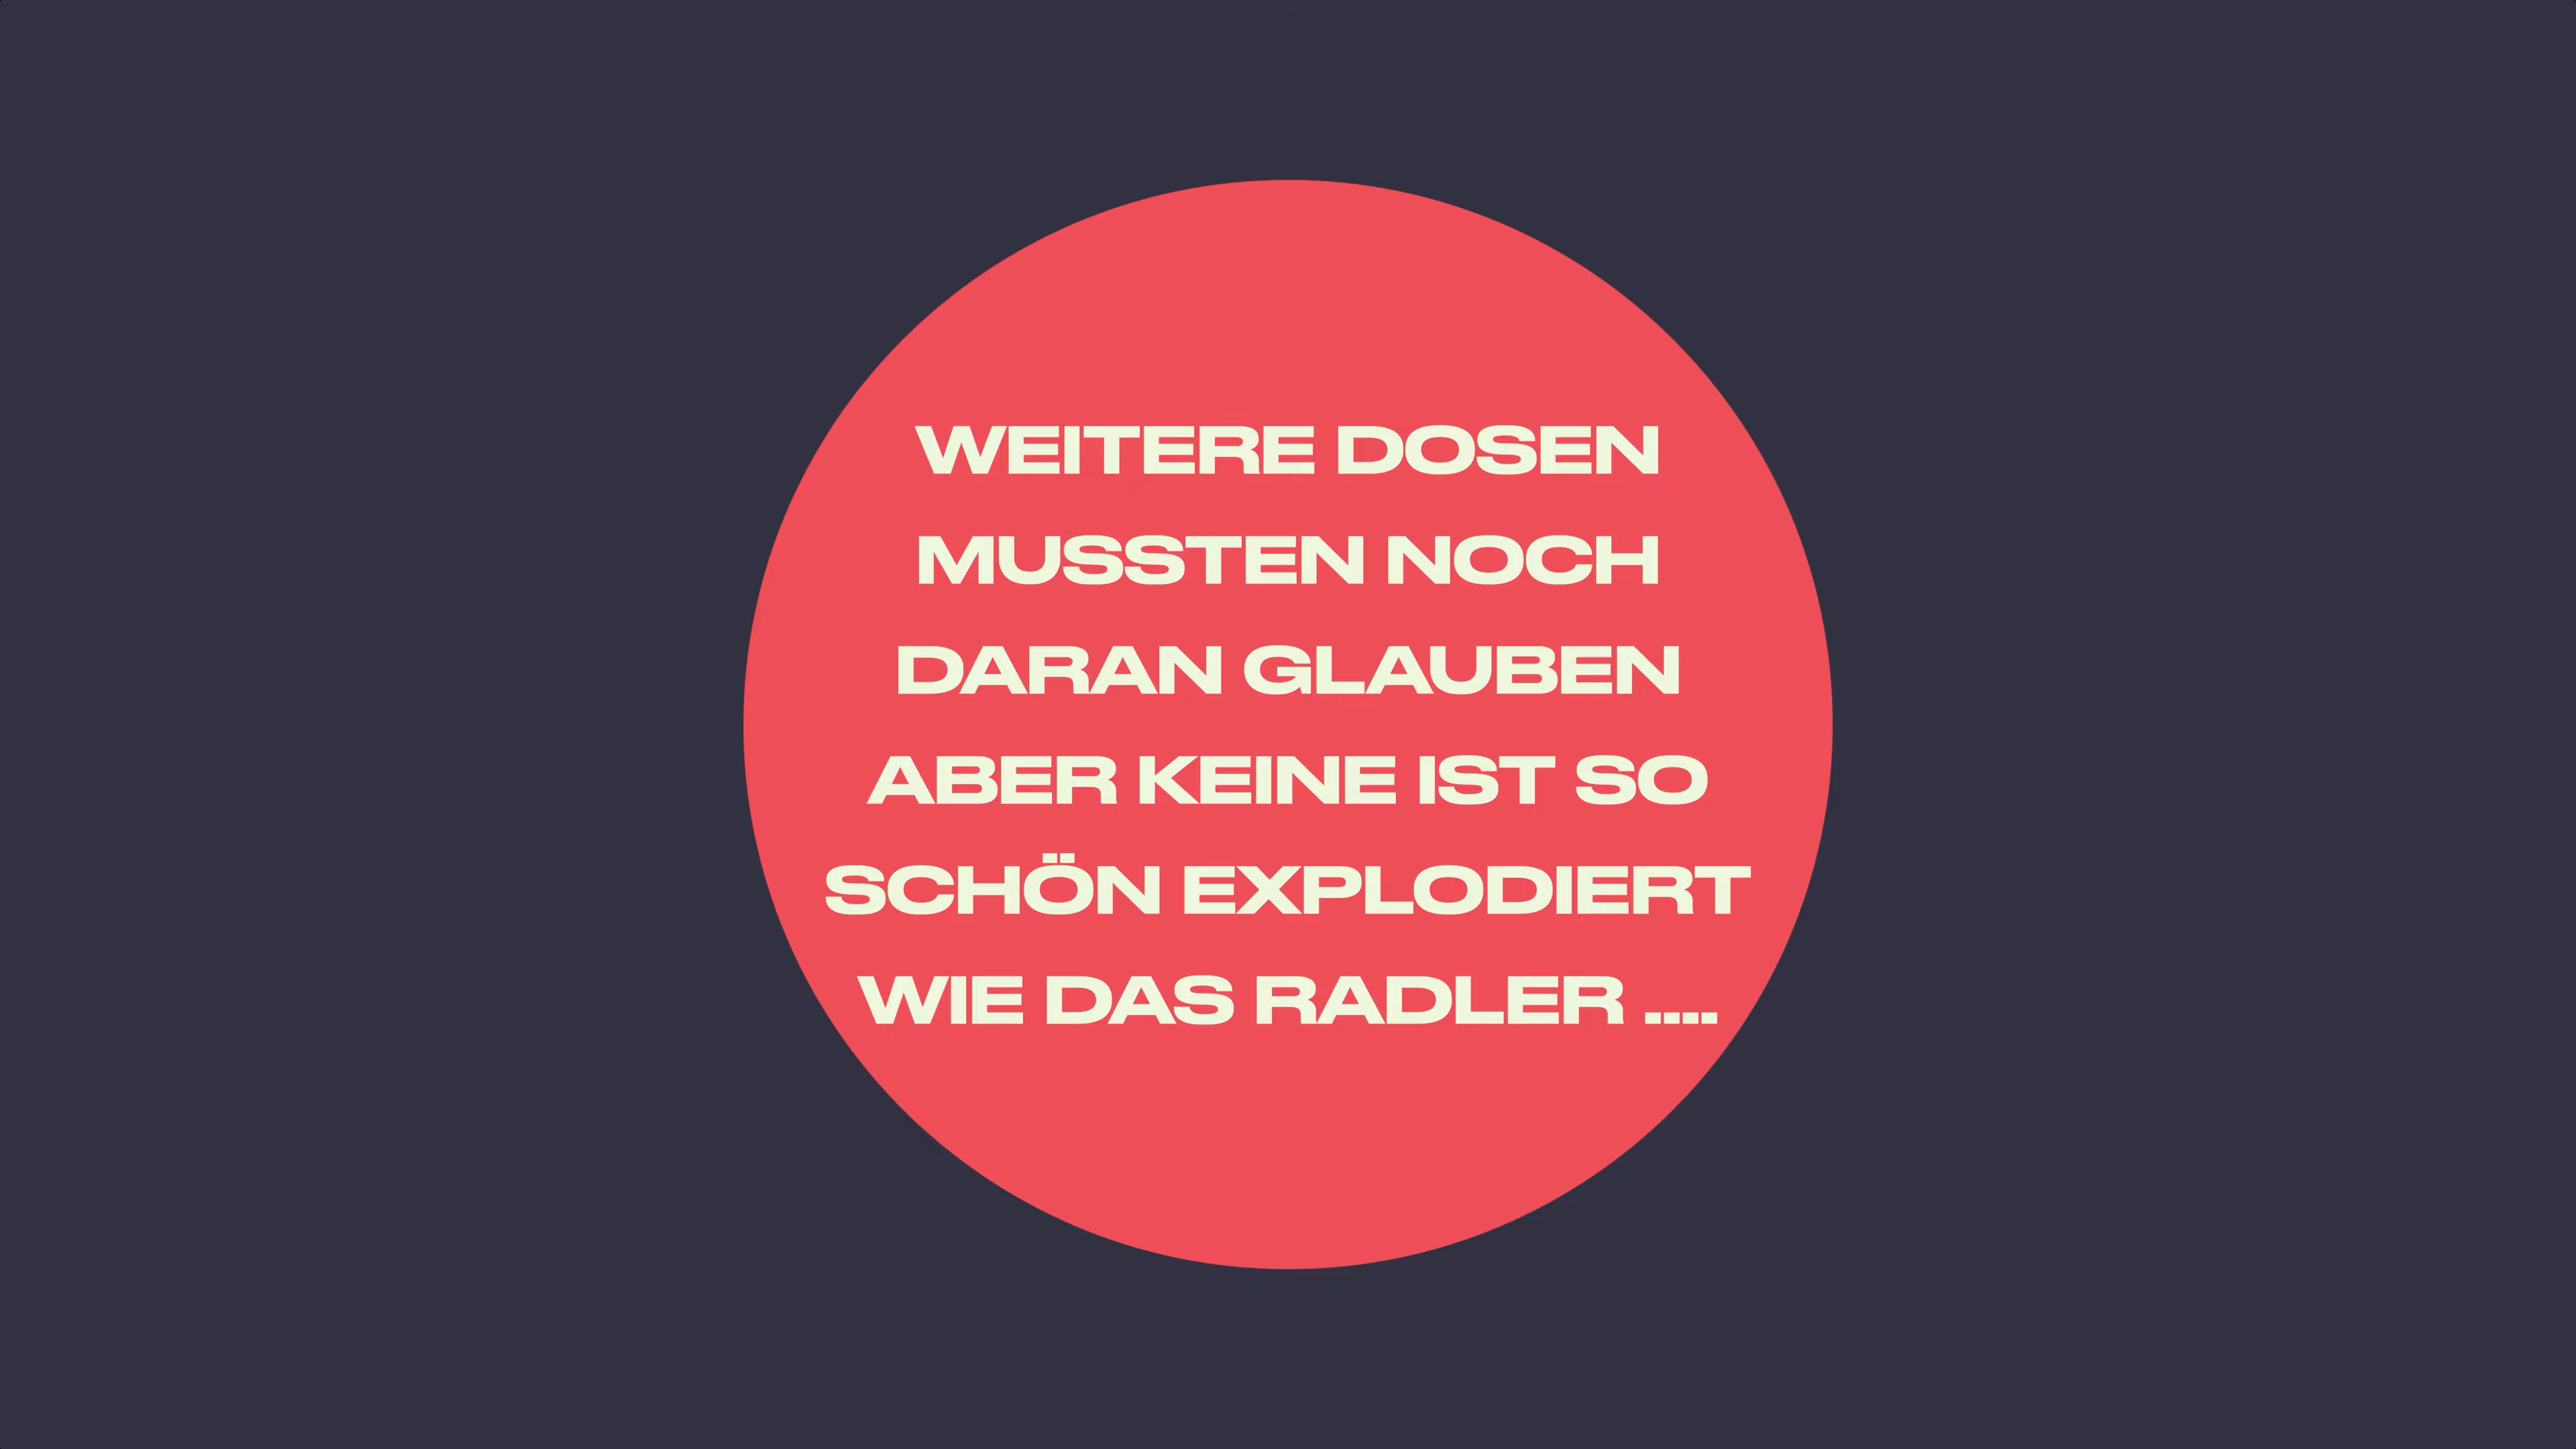 WEITERE DOSEN
MUSSTEN NOCH
DARAN GLAUBEN
ABER KEINE IST SO
SCHÖN EXPLODIERT
WIE DAS RADLER ....